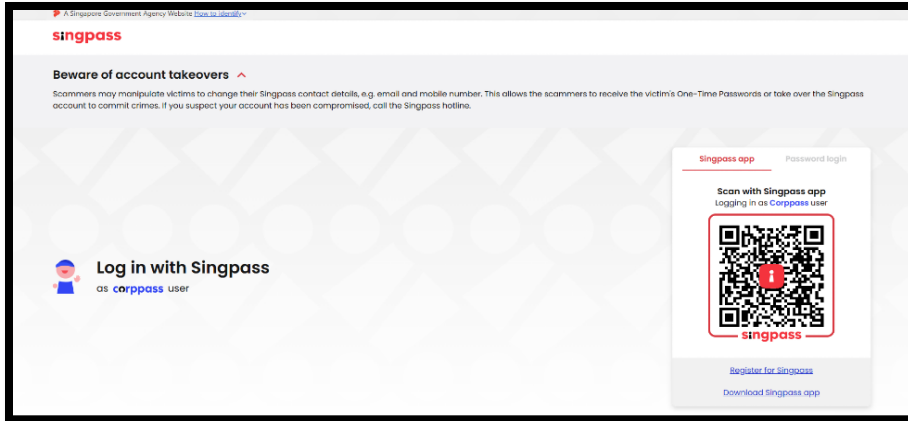 A Singapore Government Agency Website How to identify
singpass
Beware of account takeovers
Scammers may manipulate victims to change their Singpass contact details, e.g. email and mobile number. This allows the scammers to receive the victim's One-Time Passwords or take over the Singpass
account to commit crimes. If you suspect your account has been compromised, call the Singpass hotline.
Singpass app Password login
Scan with Singpass app
Logging in as Corppass user
singpass
Log in with Singpass
as corppass user
Register for Singpass
Download Singpass app